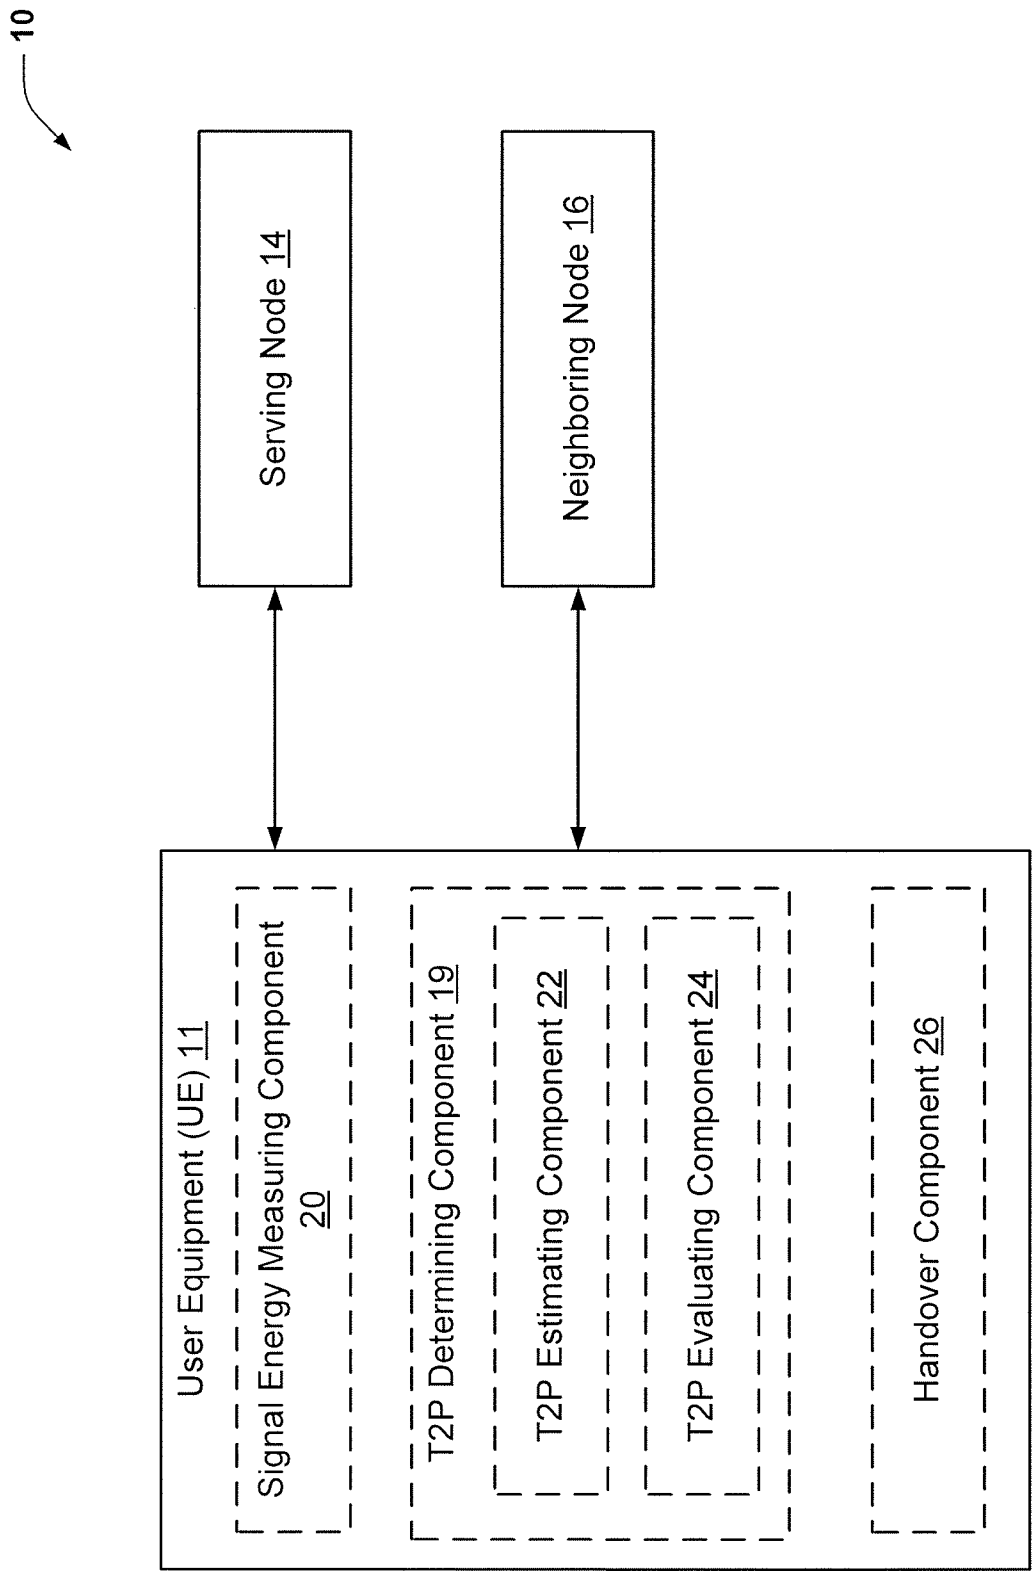 10
User Equipment (UE) 11
Signal Energy Measuring Component
20
T2P Determining Component 19
T2P Estimating Component 22
T2P Evaluating Component 24
Handover Component 26
Serving Node 14
Neighboring Node 16